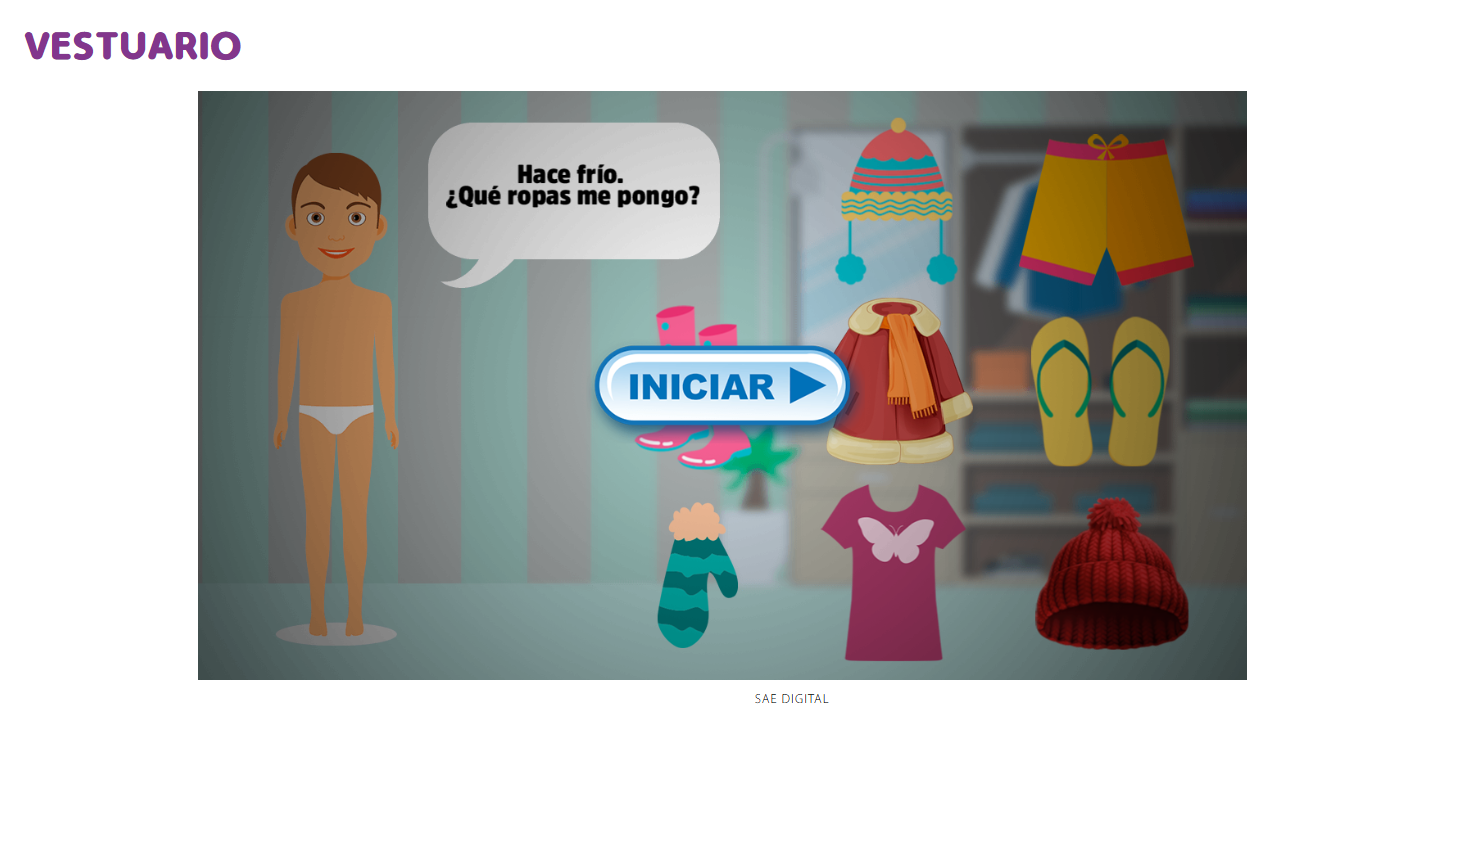 VESTUARIO
Hace frío.
¿Qué ropas me pongo?
INICIAR
SAE DIGITAL